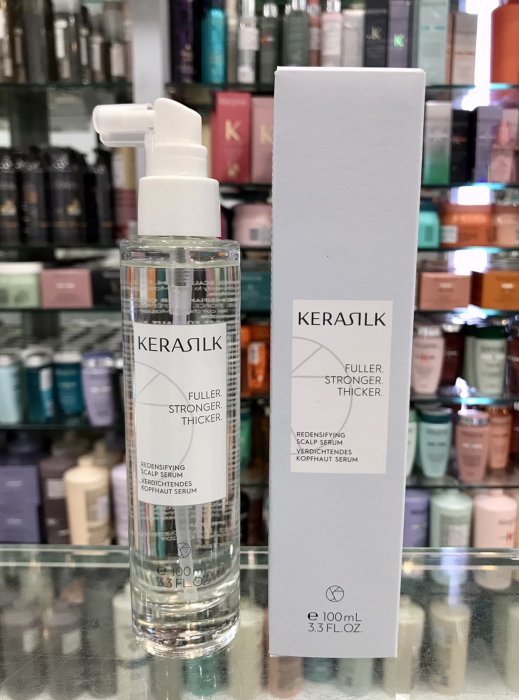 KERASILK
FULLER.
STRONGER.
THICKER.
REDENSIFYING
SCALP SERUM
VERDICHTENDES
KOPFHAUT SERUM
100 mL
3.3 FL.OZ.
KERASILK
FULLER.
STRONGER.
THICKER.
REDENSIFYING
SCALP SERUM
VERDICHTENDES
KOPFHAUT SERUM
℮ 100 mL
3.3 FL.OZ.